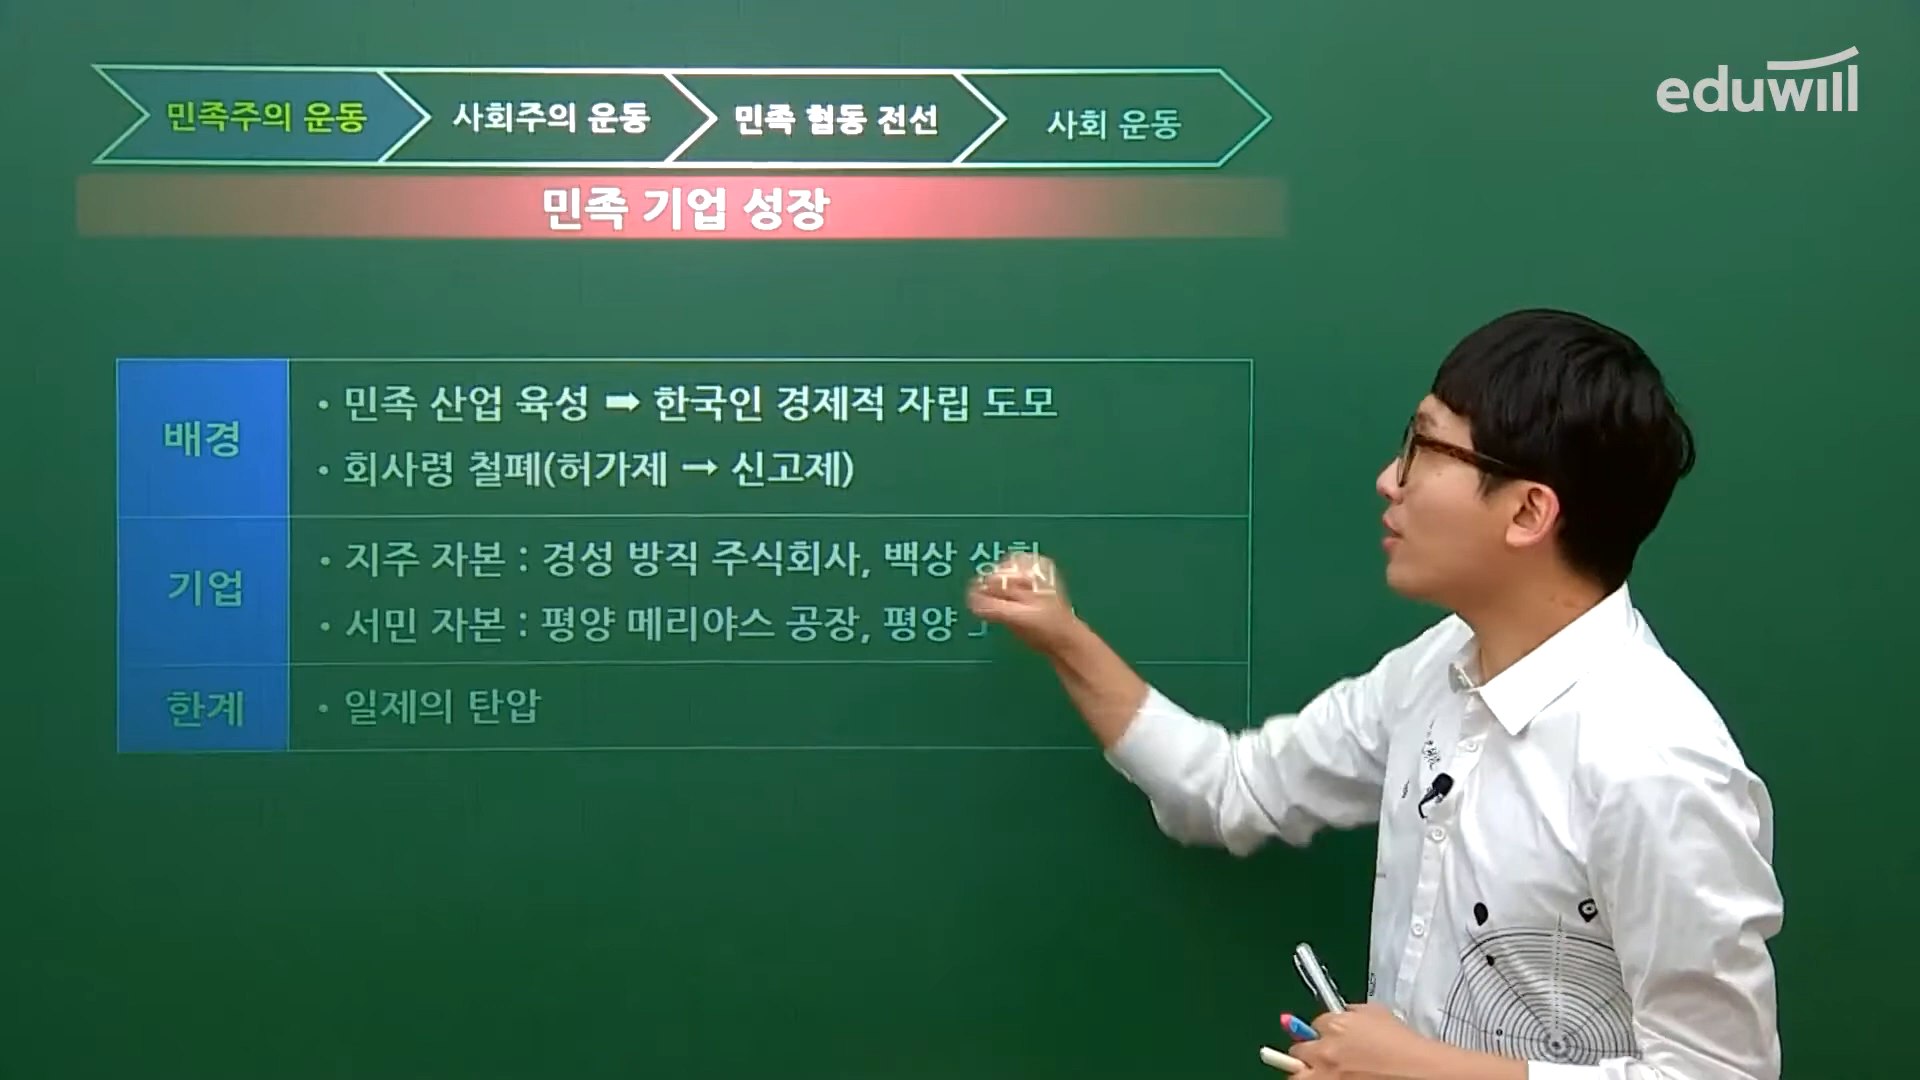 eduwill
민족주의 운동
사회주의 운동
민족 협동 전선
사회 운동
민족 기업 성장
배경
• 민족 산업 육성 ➡ 한국인 경제적 자립 도모
• 회사령 철폐(허가제 → 신고제)
기업
• 지주 자본 : 경성 방직 주식회사, 백상
• 서민 자본 : 평양 메리야스 공장, 평양
한계
• 일제의 탄압